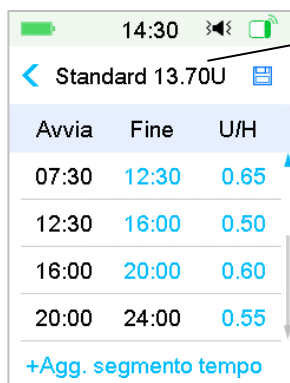 14:30
Standard 13.70U
Avvia Fine U/H
07:30 12:30 0.65
12:30 16:00 0.50
16:00 20:00 0.60
20:00 24:00 0.55
+Agg. segmento tempo